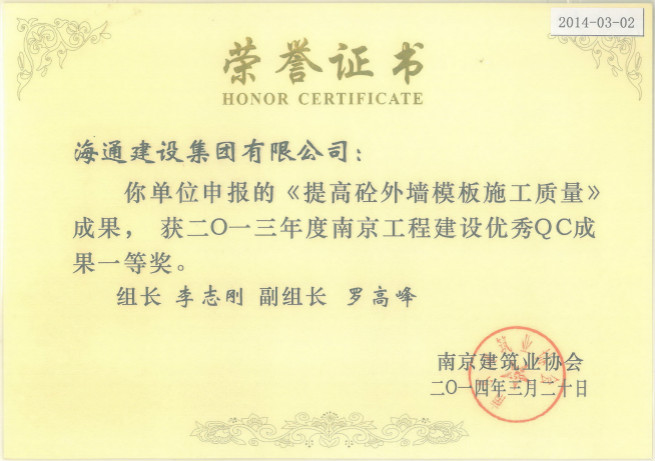 2014-03-02
荣誉证书
HONOR CERTIFICATE
海通建设集团有限公司：
你单位申报的《提高砼外墙模板施工质量》
成果， 获二〇一三年度南京工程建设优秀QC成
果一等奖。
组长 李志刚 副组长 罗高峰
南京建筑业协会
二〇一四年三月二十日